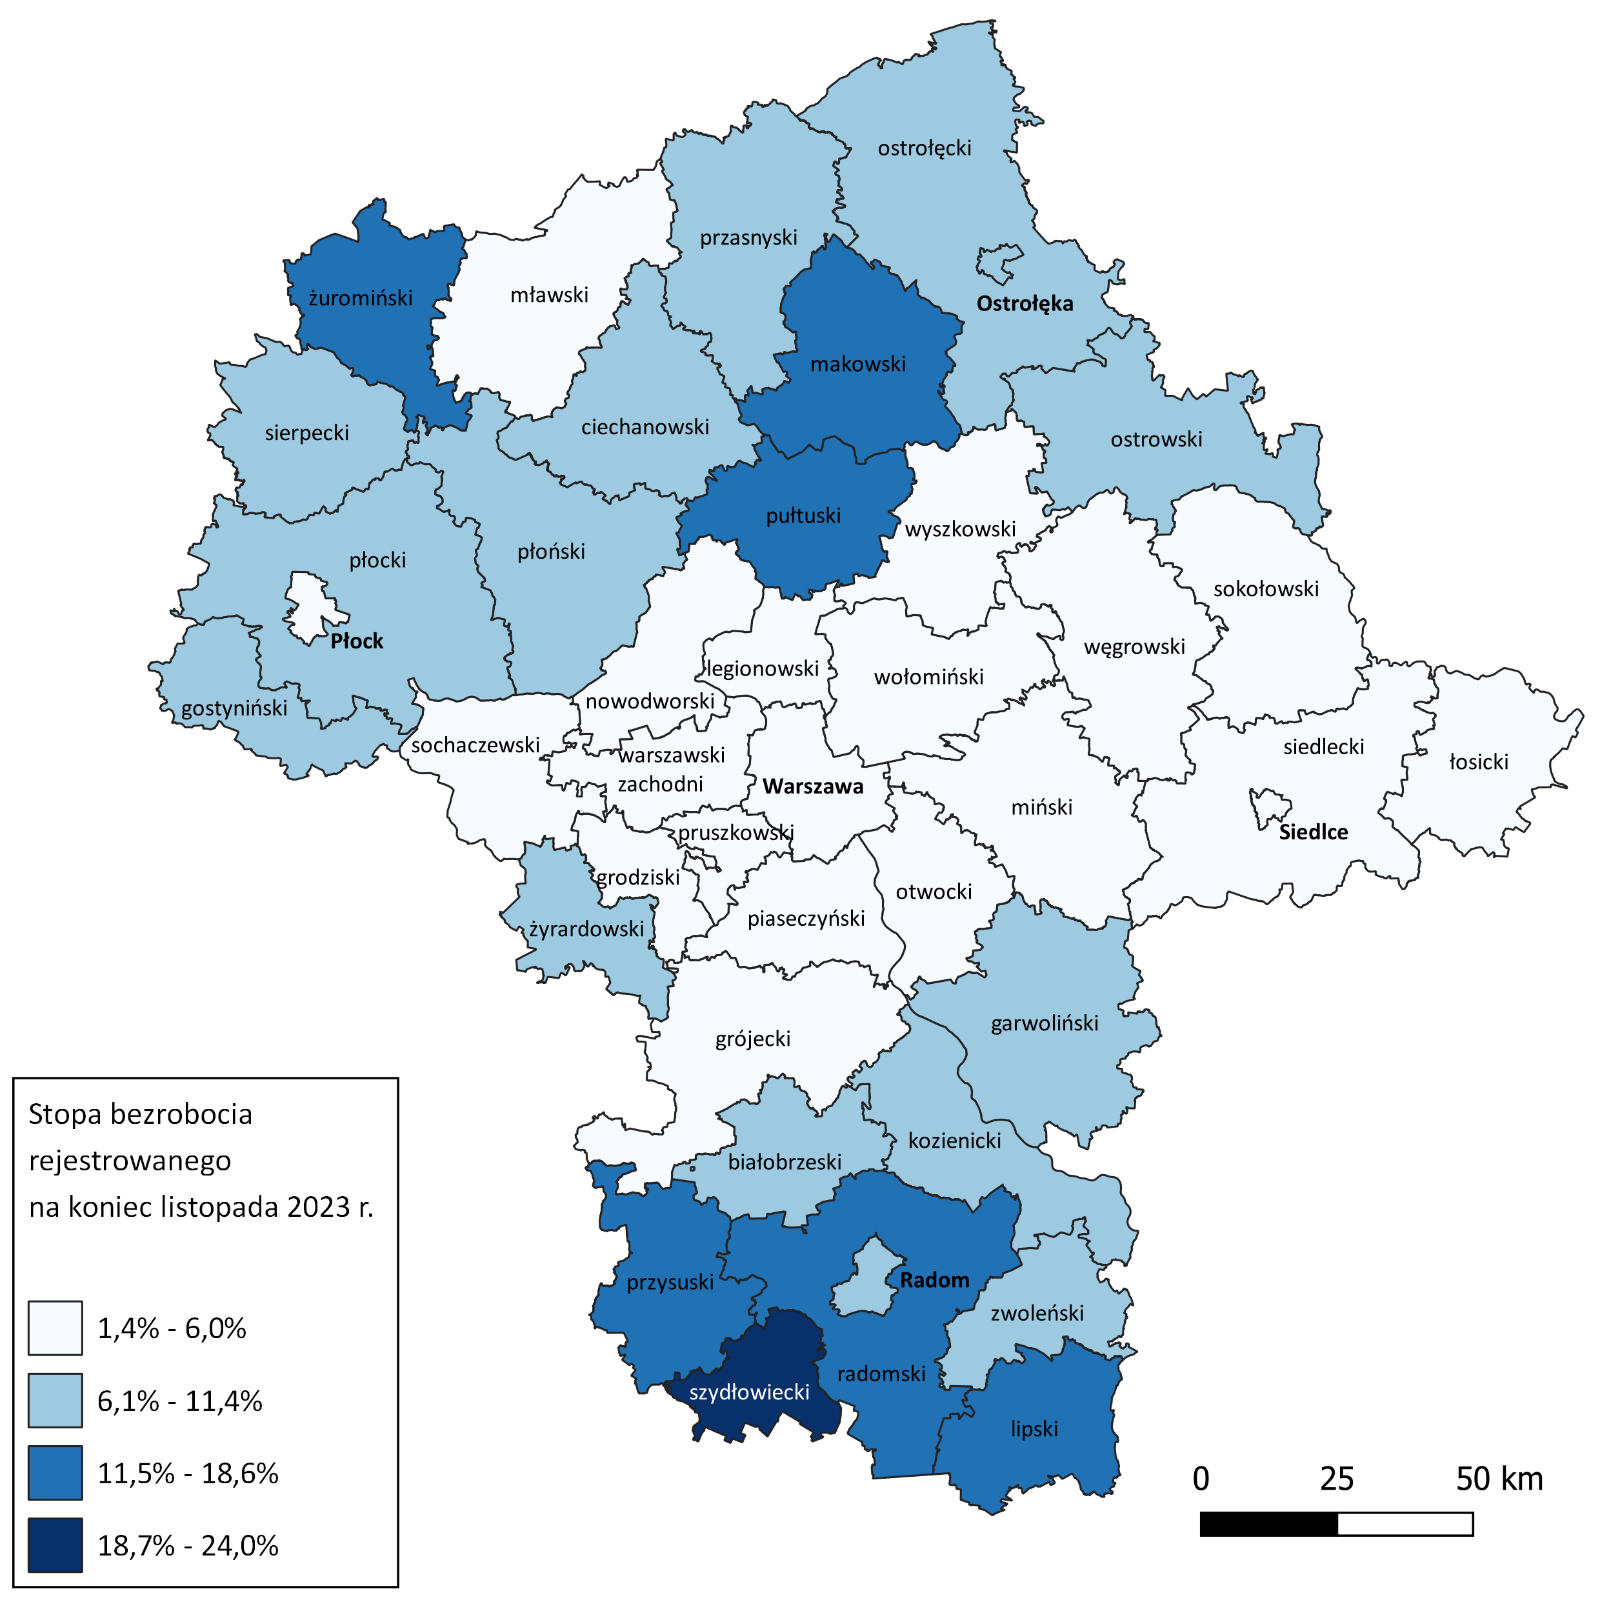 ostrołęcki
przasnyski
żuromiński
mławski
Ostrołęka
makowski
sierpecki
ciechanowski
ostrowski
pułtuski
wyszkowski
płocki
płoński
sokołowski
Płock
węgrowski
legionowski
wołomiński
gostyniński
nowodworski
sochaczewski
siedlecki
warszawski
zachodni
łosicki
Warszawa
miński
pruszkowski
Siedlce
grodziski
otwocki
piaseczyński
żyrardowski
garwoliński
grójecki
kozienicki
białobrzeski
przysuski
Radom
zwoleński
radomski
szydłowiecki
lipski
Stopa bezrobocia
rejestrowanego
na koniec listopada 2023 r.
1,4% - 6,0%
6,1% - 11,4%
11,5% - 18,6%
18,7% - 24,0%
0 25 50 km